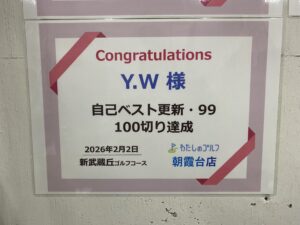 Congratulations
Y.W 様
自己ベスト更新・99
100切り達成
2026年2月2日
新武蔵丘ゴルフコース
わたしのゴルフ
朝霞台店